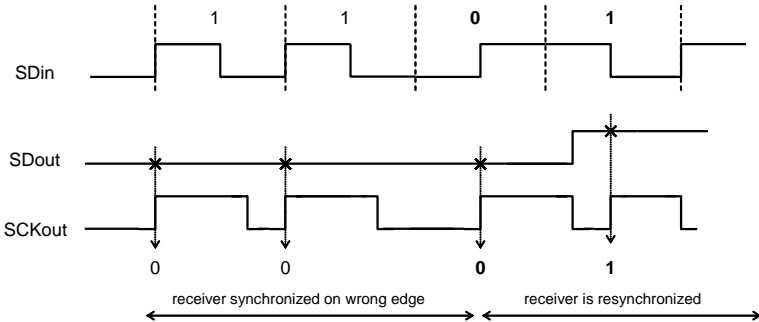 1 1 0 1
SDin
SDout
SCKout
0 0 0 1
receiver synchronized on wrong edge receiver is resynchronized